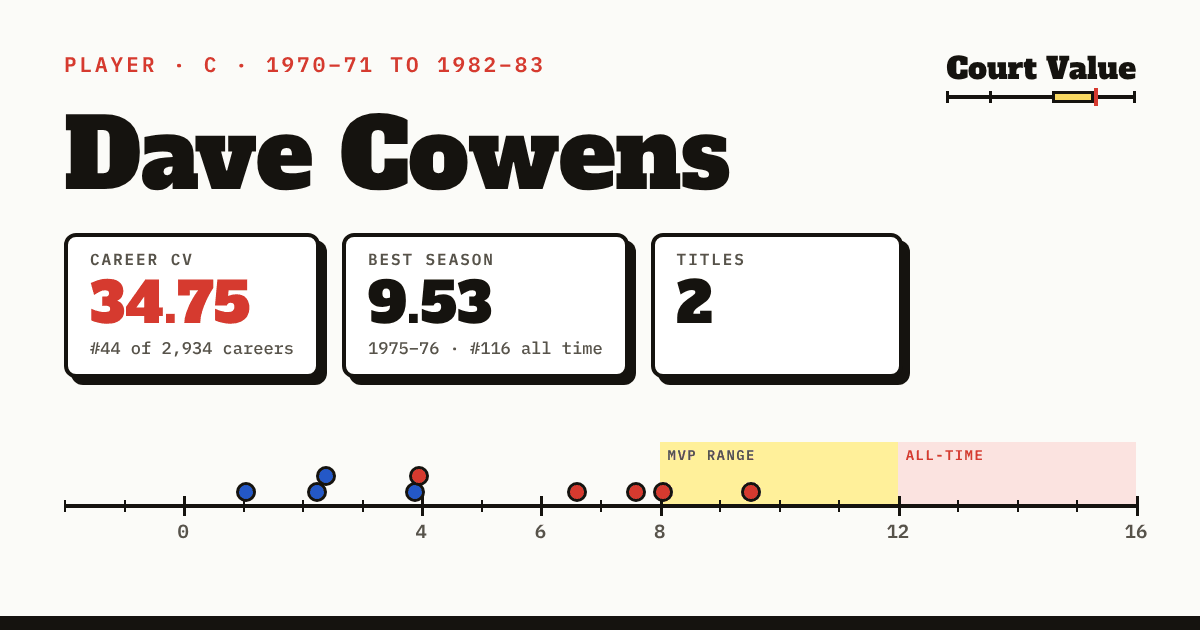 PLAYER · C · 1970–71 TO 1982–83
Court Value
Dave Cowens
CAREER CV
34.75
#44 of 2,934 careers
BEST SEASON
9.53
1975–76 · #116 all time
TITLES
2
MVP RANGE
ALL-TIME
0 4 6 8 12 16